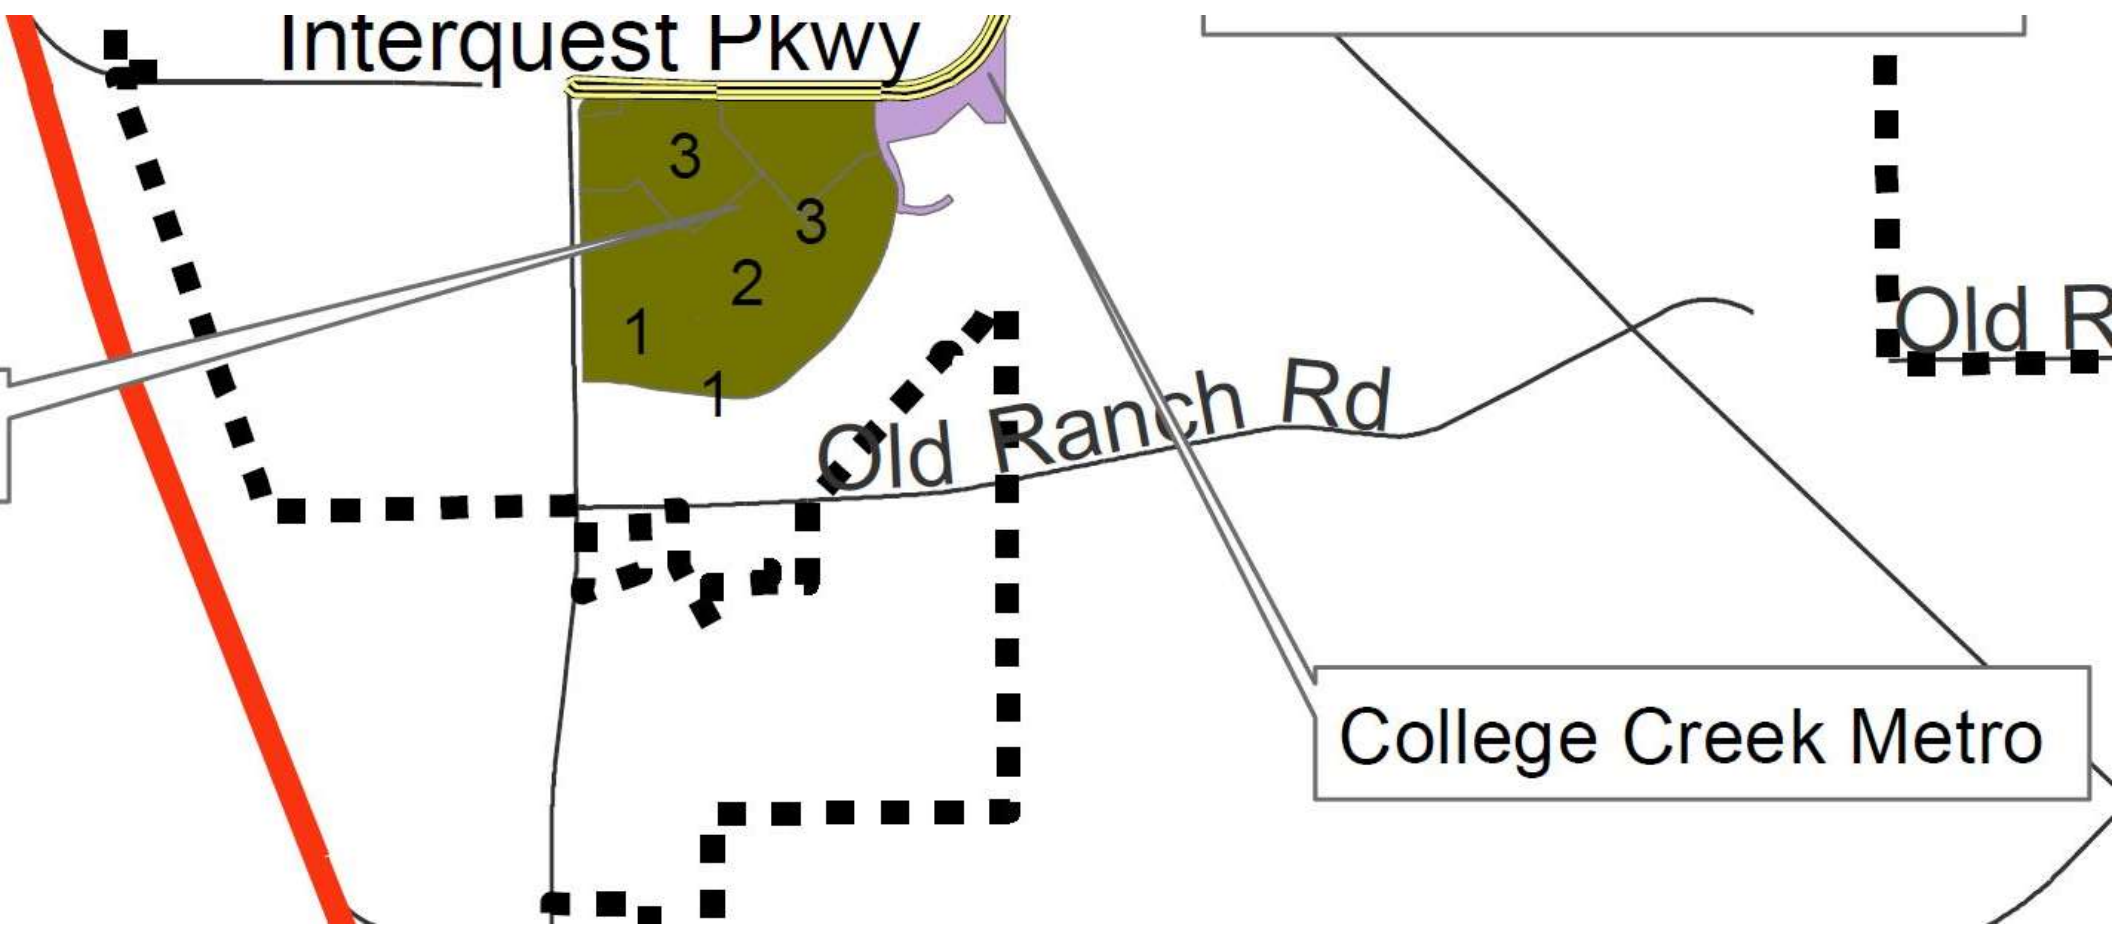 Interquest Pkwy
3
3
2
1
1
Old R
Old Ranch Rd
College Creek Metro